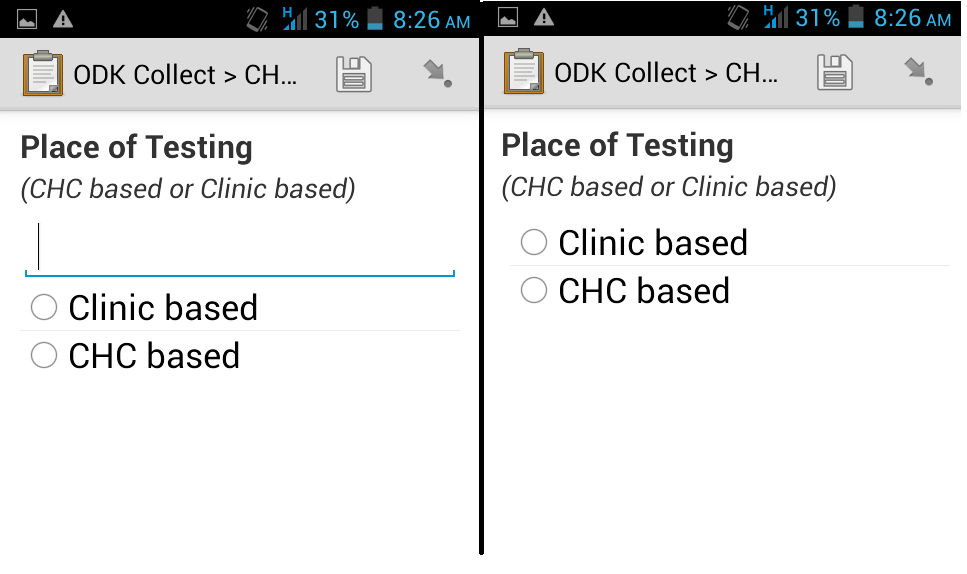 H 31% 8:26 AM
ODK Collect > CH...
Place of Testing
(CHC based or Clinic based)
Clinic based
CHC based
H 31% 8:26 AM
ODK Collect > CH...
Place of Testing
(CHC based or Clinic based)
Clinic based
CHC based